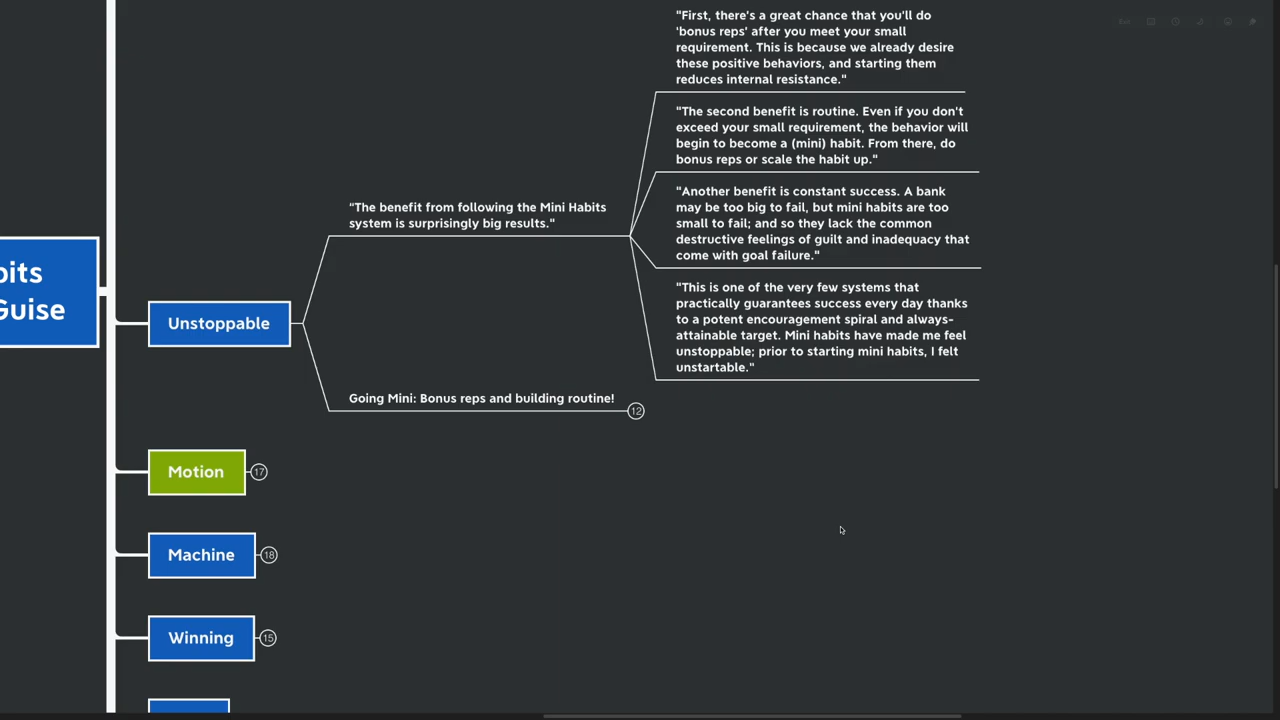 "First, there's a great chance that you'll do
'bonus reps' after you meet your small
requirement. This is because we already desire
these positive behaviors, and starting them
reduces internal resistance."
"The second benefit is routine. Even if you don't
exceed your small requirement, the behavior will
begin to become a (mini) habit. From there, do
bonus reps or scale the habit up."
“The benefit from following the Mini Habits
system is surprisingly big results."
"Another benefit is constant success. A bank
may be too big to fail, but mini habits are too
small to fail; and so they lack the common
destructive feelings of guilt and inadequacy that
come with goal failure."
"This is one of the very few systems that
practically guarantees success every day thanks
to a potent encouragement spiral and always-
attainable target. Mini habits have made me feel
unstoppable; prior to starting mini habits, I felt
unstartable."
Guise
Unstoppable
Going Mini: Bonus reps and building routine!
12
Motion
17
Machine
18
Winning
15